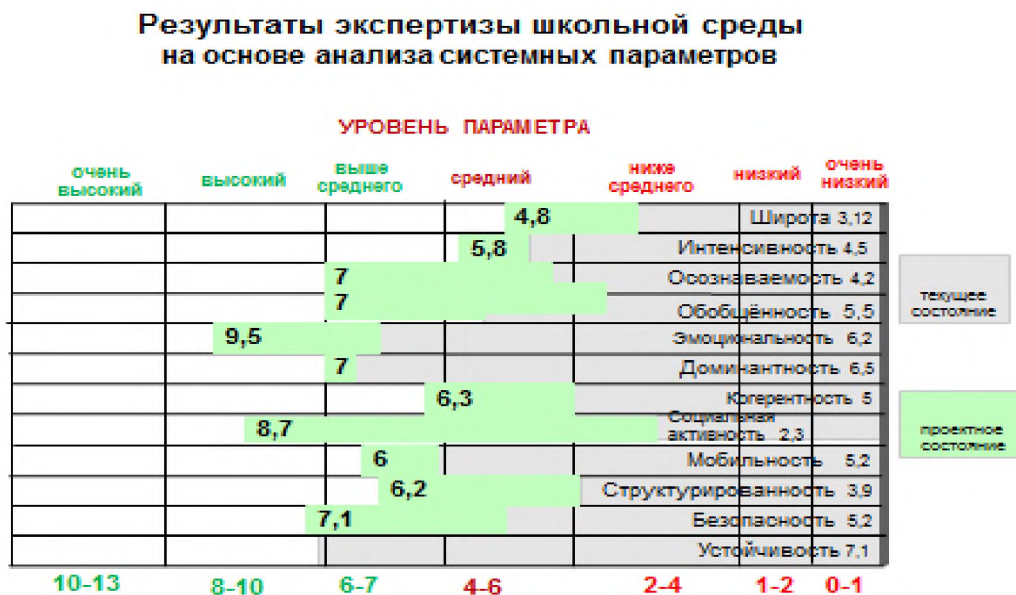 Результаты экспертизы школьной среды
на основе анализа системных параметров
УРОВЕНЬ ПАРАМЕТРА
очень высокий
высокий
выше среднего
средний
ниже среднего
низкий
очень низкий
4,8 Широта 3,12
5,8 Интенсивность 4,5
7 Осознаваемость 4,2
7 Обобщённость 5,5
9,5 Эмоциональность 6,2
7 Доминантность 6,5
6,3 Когерентность 5
8,7 Социальная
активность 2,3
6 Мобильность 5,2
6,2 Структурированность 3,9
7,1 Безопасность 5,2
Устойчивость 7,1
10–13 8–10 6–7 4–6 2–4 1–2 0–1
текущее
состояние
проектное
состояние